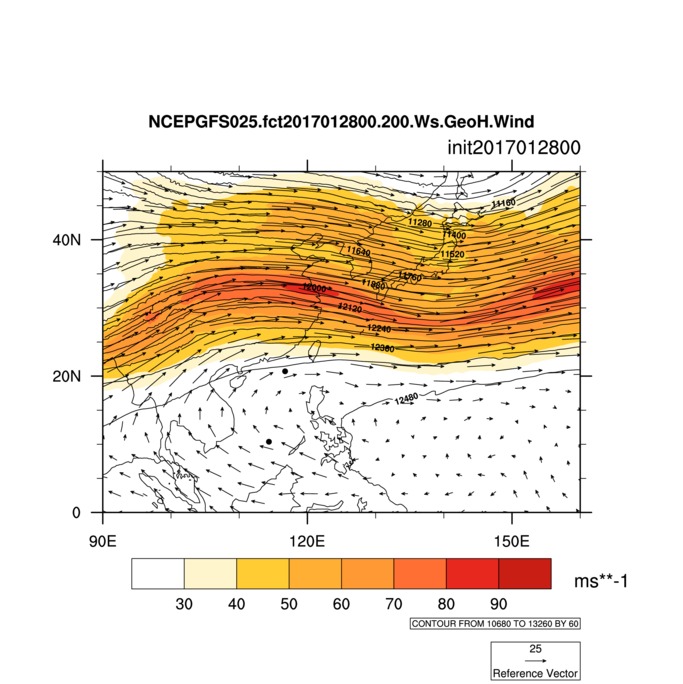 NCEPGFS025.fct2017012800.200.Ws.GeoH.Wind
init2017012800
11160
11280
11400
11520
11640
11760
11880
12000
12120
12240
12360
12480
40N
20N
0
90E 120E 150E
30 40 50 60 70 80 90
ms**-1
CONTOUR FROM 10680 TO 13260 BY 60
25
Reference Vector